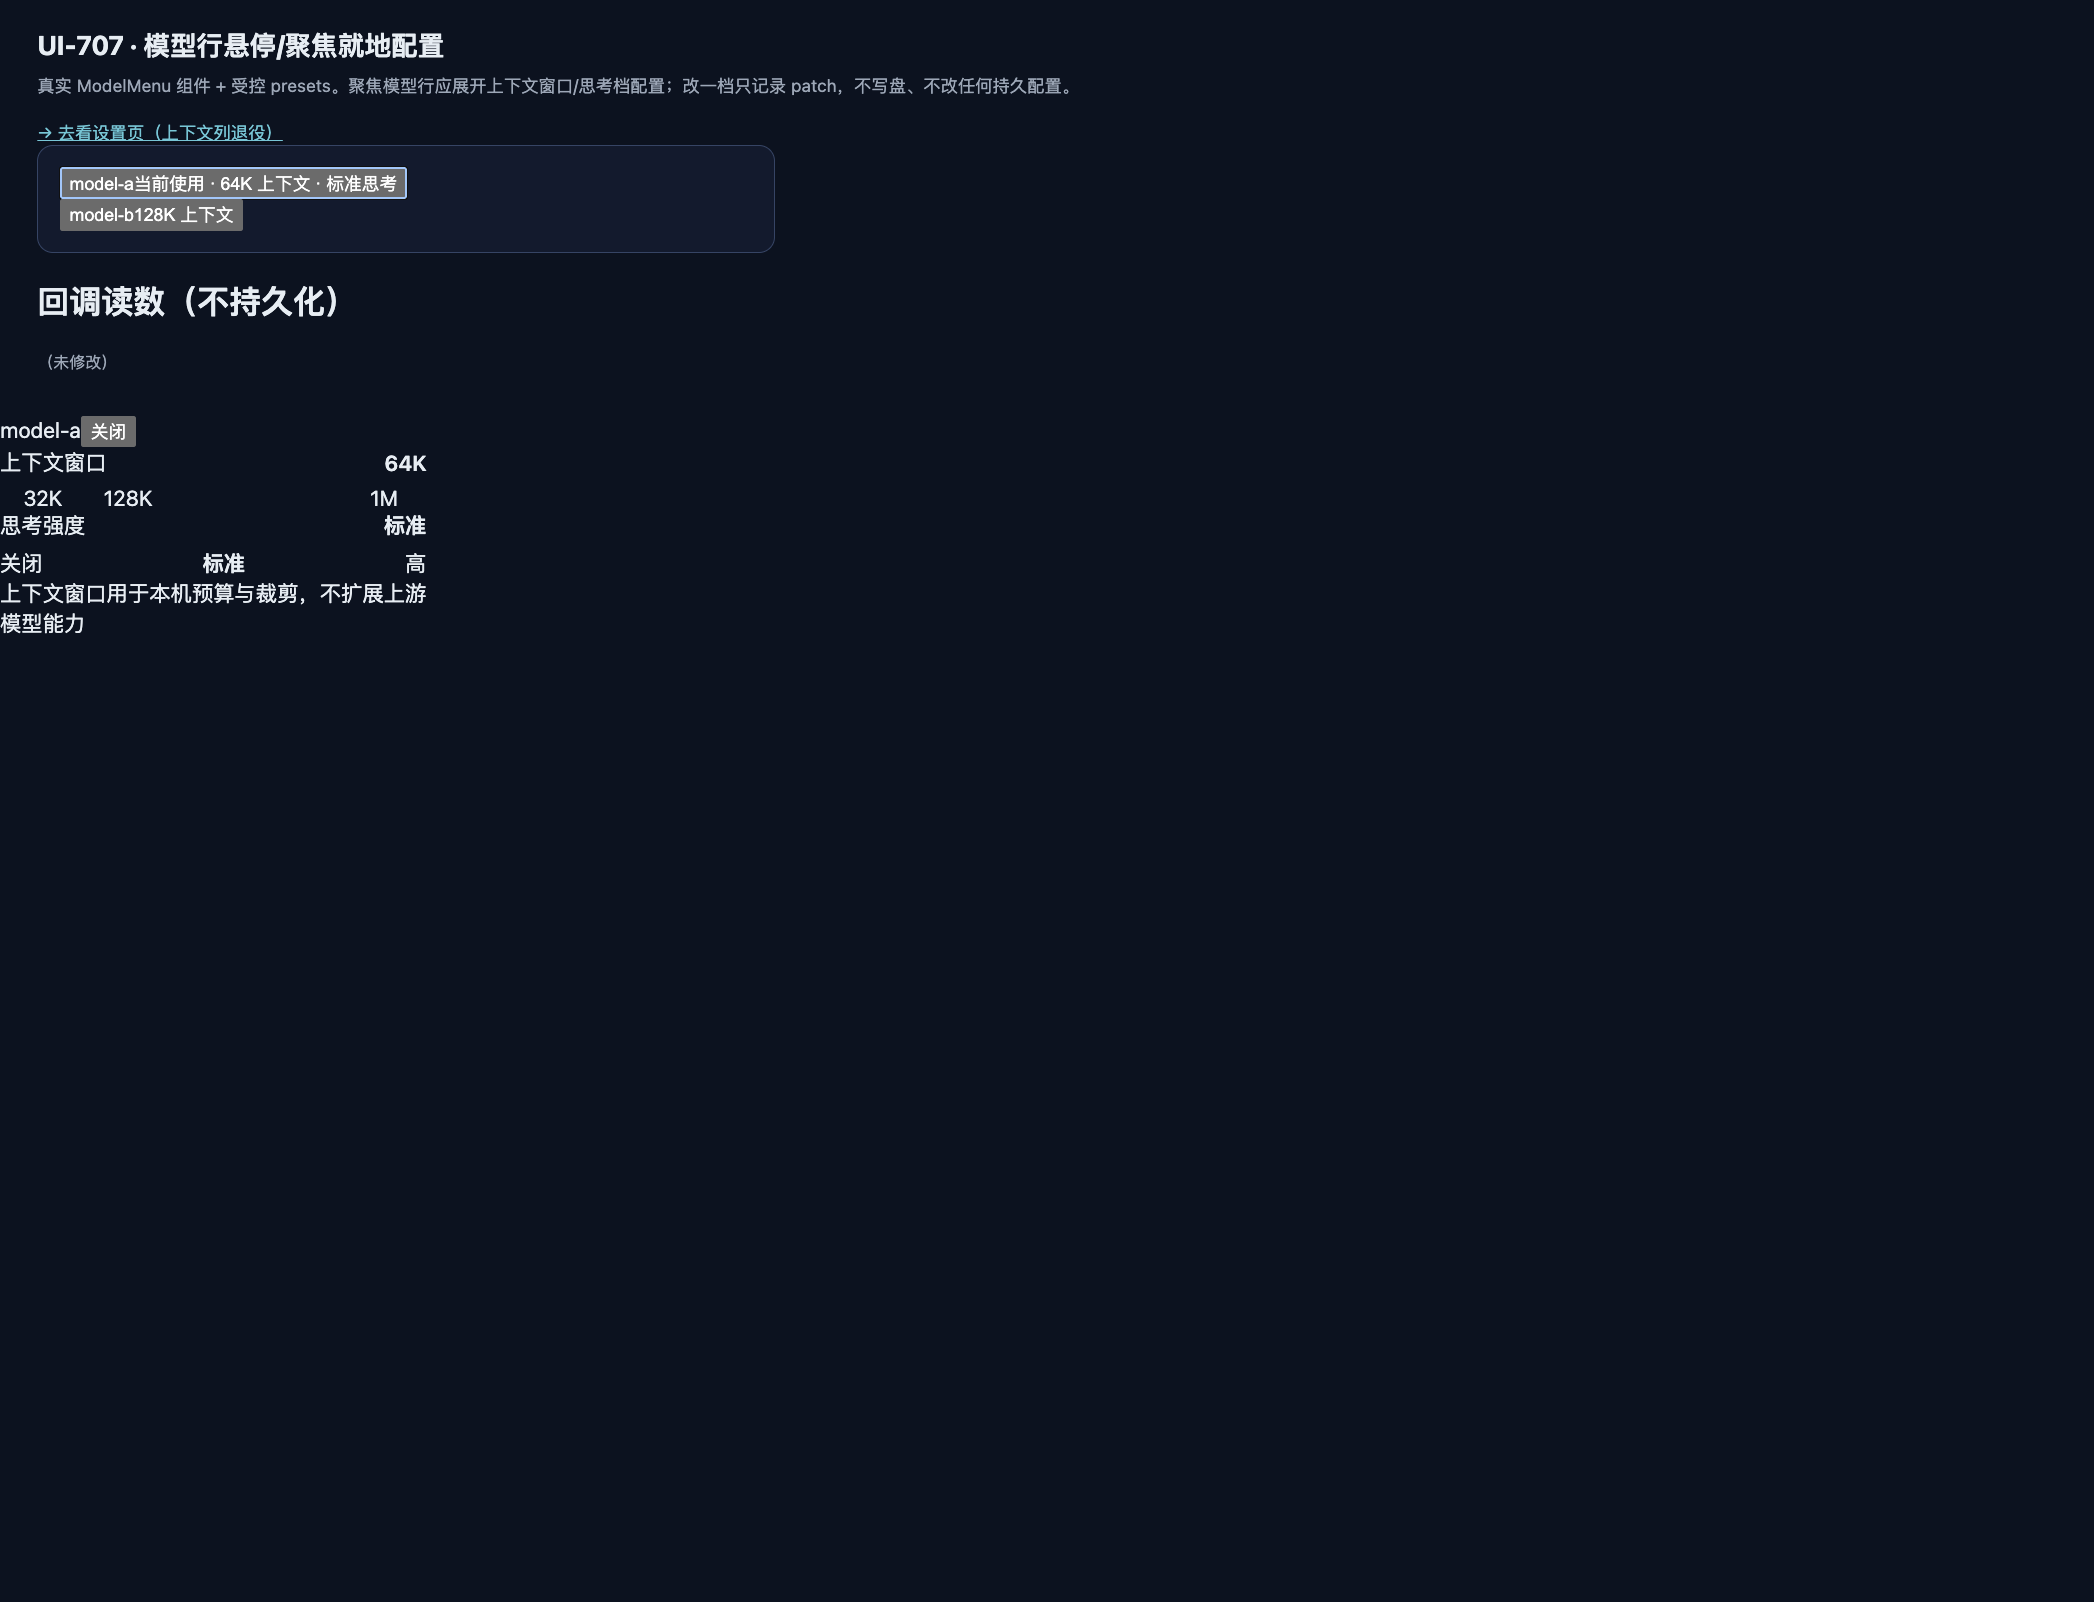 UI-707 · 模型行悬停/聚焦就地配置
真实 ModelMenu 组件 + 受控 presets。聚焦模型行应展开上下文窗口/思考档配置；改一档只记录 patch，不写盘、不改任何持久配置。
→ 去看设置页（上下文列退役）
model-a当前使用 · 64K 上下文 · 标准思考
model-b128K 上下文
回调读数（不持久化）
（未修改）
model-a 关闭
上下文窗口 64K
32K 128K 1M
思考强度 标准
关闭 标准 高
上下文窗口用于本机预算与裁剪，不扩展上游
模型能力